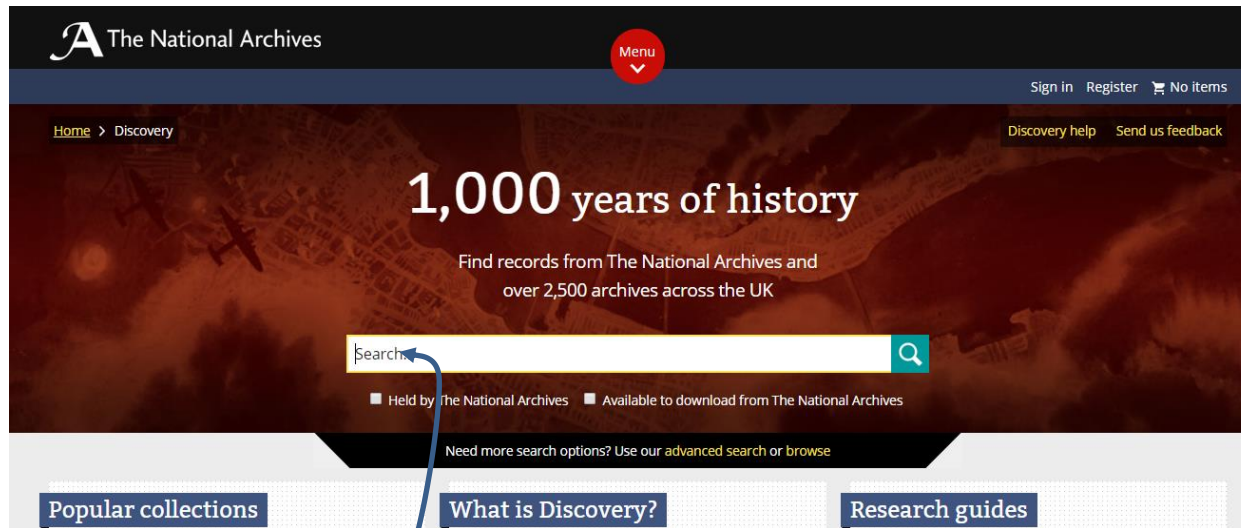 The National Archives
Menu
Sign in Register No items
Home > Discovery
Discovery help Send us feedback
1,000 years of history
Find records from The National Archives and
over 2,500 archives across the UK
Search
Held by The National Archives Available to download from The National Archives
Need more search options? Use our advanced search or browse
Popular collections
What is Discovery?
Research guides